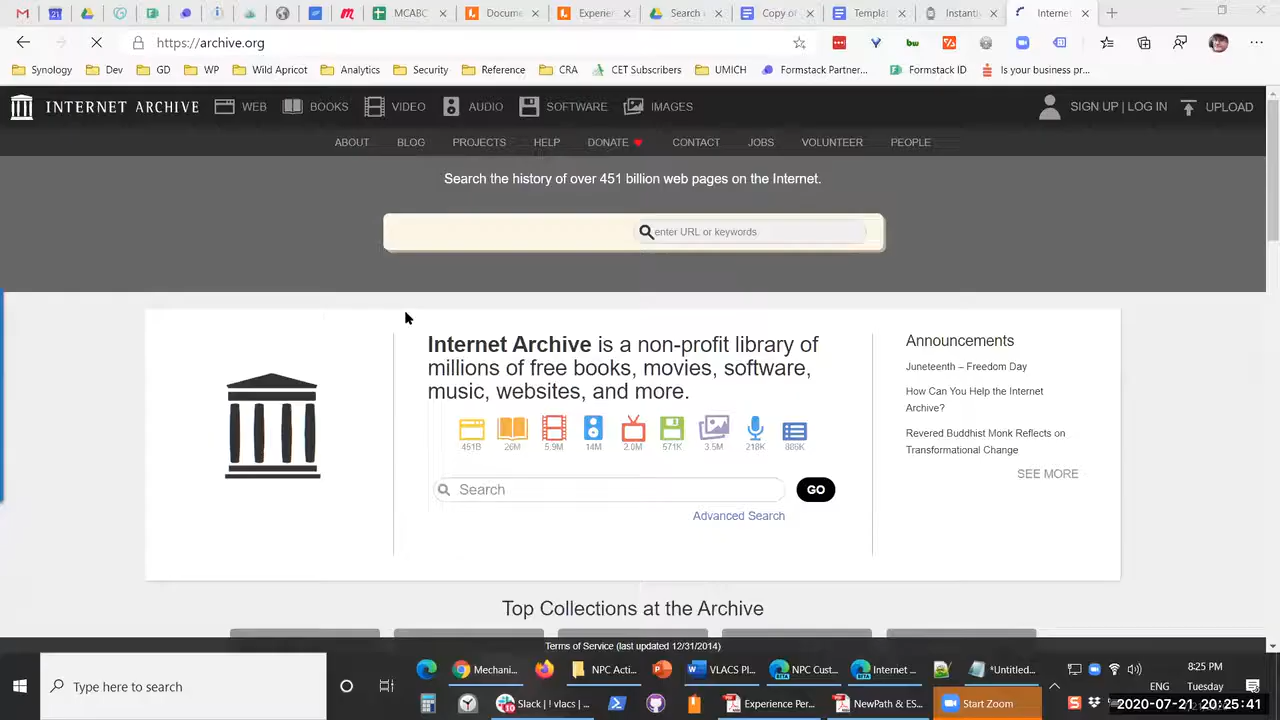 MCABC
Docume
Experie
Search
Copy of
Templat
Instanti
Internet
https://archive.org
Synology
Dev
GD
WP
Wild Apricot
Analytics
Security
Reference
CRA
CET Subscribers
UMICH
Formstack Partner...
Formstack ID
Is your business pr...
INTERNET ARCHIVE
WEB
BOOKS
VIDEO
AUDIO
SOFTWARE
IMAGES
SIGN UP | LOG IN
UPLOAD
ABOUT
BLOG
PROJECTS
HELP
DONATE
CONTACT
JOBS
VOLUNTEER
PEOPLE
Search the history of over 451 billion web pages on the Internet.
enter URL or keywords
Internet Archive is a non-profit library of
millions of free books, movies, software,
music, websites, and more.
451B
26M
5.9M
14M
2.0M
571K
3.5M
218K
886K
Search
GO
Advanced Search
Announcements
Juneteenth – Freedom Day
How Can You Help the Internet
Archive?
Revered Buddhist Monk Reflects on
Transformational Change
SEE MORE
Top Collections at the Archive
Terms of Service (last updated 12/31/2014)
Type here to search
Mechani...
NPC Acti...
VLACS Pl...
NPC Cust...
Internet ...
*Untitled...
Slack | ! vlacs | ...
Experience Per...
NewPath & ES...
Start Zoom
ENG
8:25 PM
Tuesday
2020-07-21 20:25:41